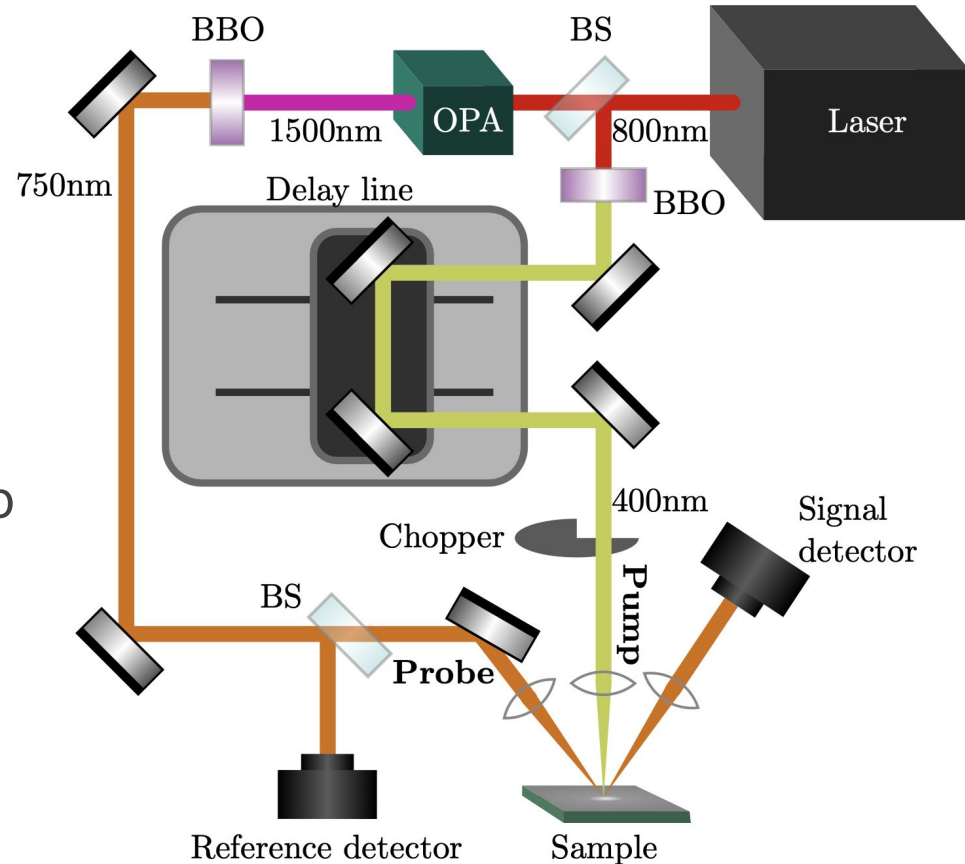 BBO
BS
OPA
Laser
1500nm
800nm
750nm
Delay line
BBO
400nm
Signal
detector
Chopper
Pump
BS
Probe
Reference detector
Sample